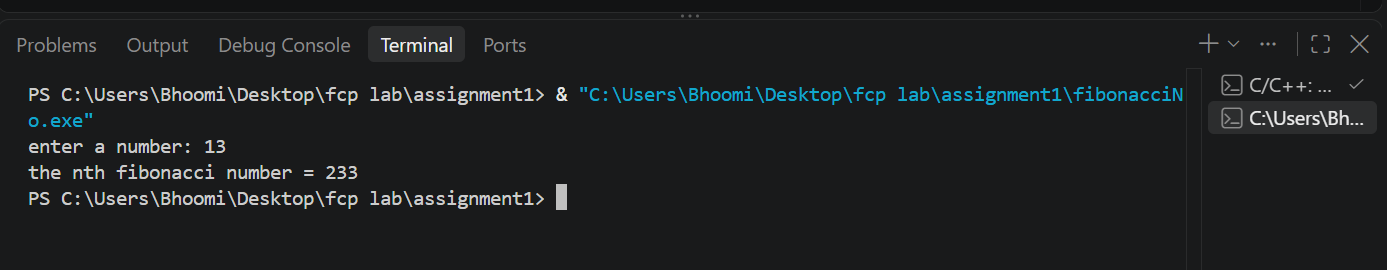 Problems Output Debug Console Terminal Ports
PS C:\Users\Bhoomi\Desktop\fcp lab\assignment1> & "C:\Users\Bhoomi\Desktop\fcp lab\assignment1\fibonacciN
o.exe"
enter a number: 13
the nth fibonacci number = 233
PS C:\Users\Bhoomi\Desktop\fcp lab\assignment1>
C/C++: ...
C:\Users\Bh...